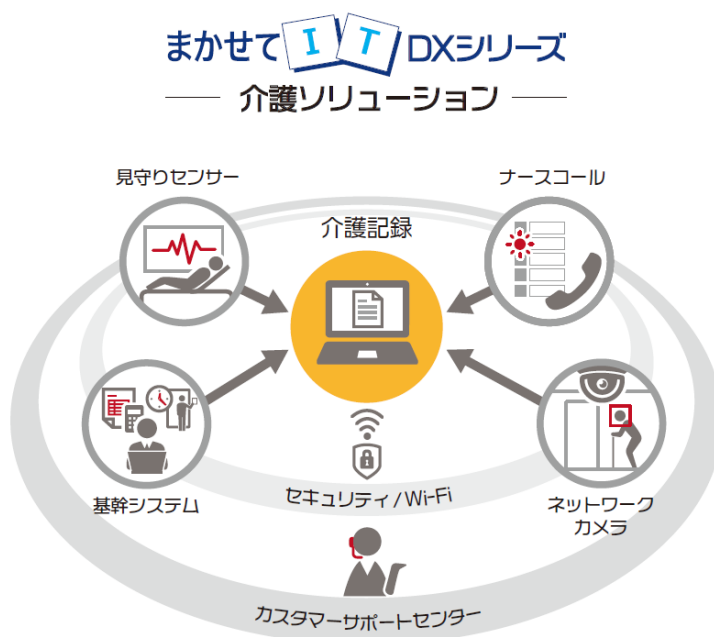 まかせてIT DXシリーズ
介護ソリューション
見守りセンサー
ナースコール
介護記録
基幹システム
セキュリティ/Wi-Fi
ネットワーク
カメラ
カスタマーサポートセンター